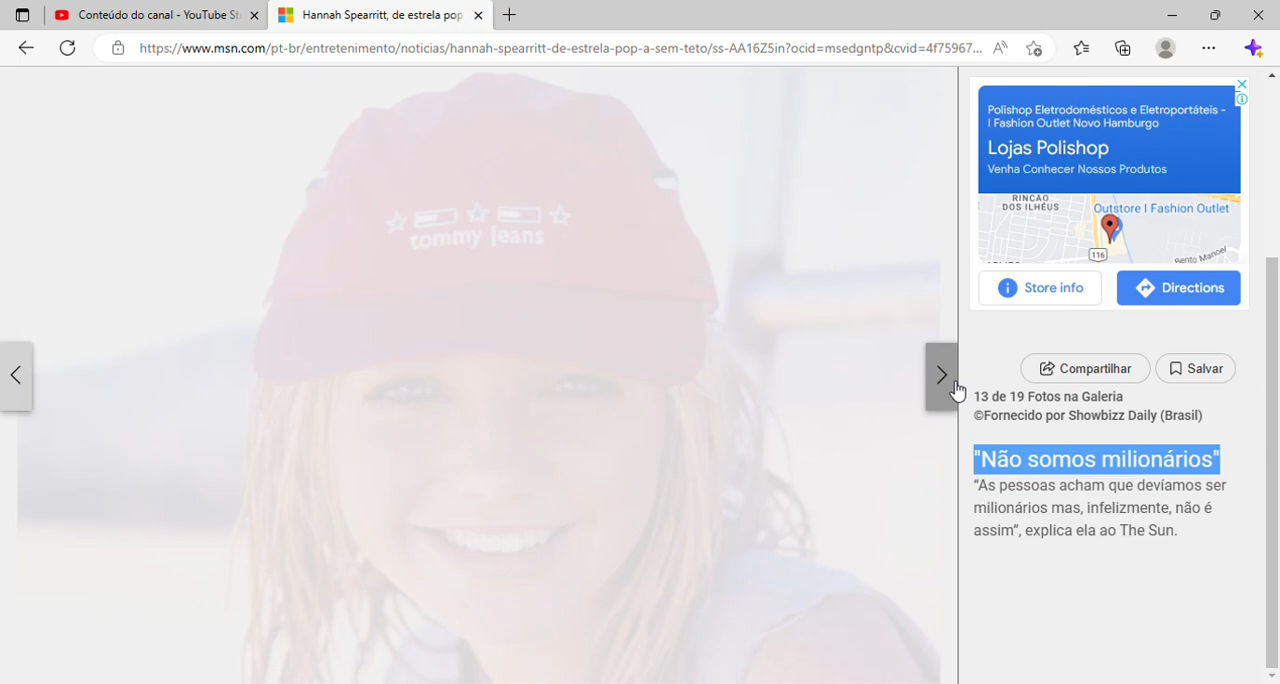 Conteúdo do canal - YouTube St
Hannah Spearritt, de estrela pop
https://www.msn.com/pt-br/entretenimento/noticias/hannah-spearritt-de-estrela-pop-a-sem-teto/ss-AA16Z5in?ocid=msedgntp&cvid=4f75967...
tommy jeans
Polishop Eletrodomésticos e Eletroportáteis -
I Fashion Outlet Novo Hamburgo
Lojas Polishop
Venha Conhecer Nossos Produtos
RINCÃO
DOS ILHÉUS
Outstore I Fashion Outlet
116
Bento Manoel
Store info
Directions
Compartilhar
Salvar
13 de 19 Fotos na Galeria
©Fornecido por Showbizz Daily (Brasil)
"Não somos milionários"
“As pessoas acham que devíamos ser
milionários mas, infelizmente, não é
assim”, explica ela ao The Sun.